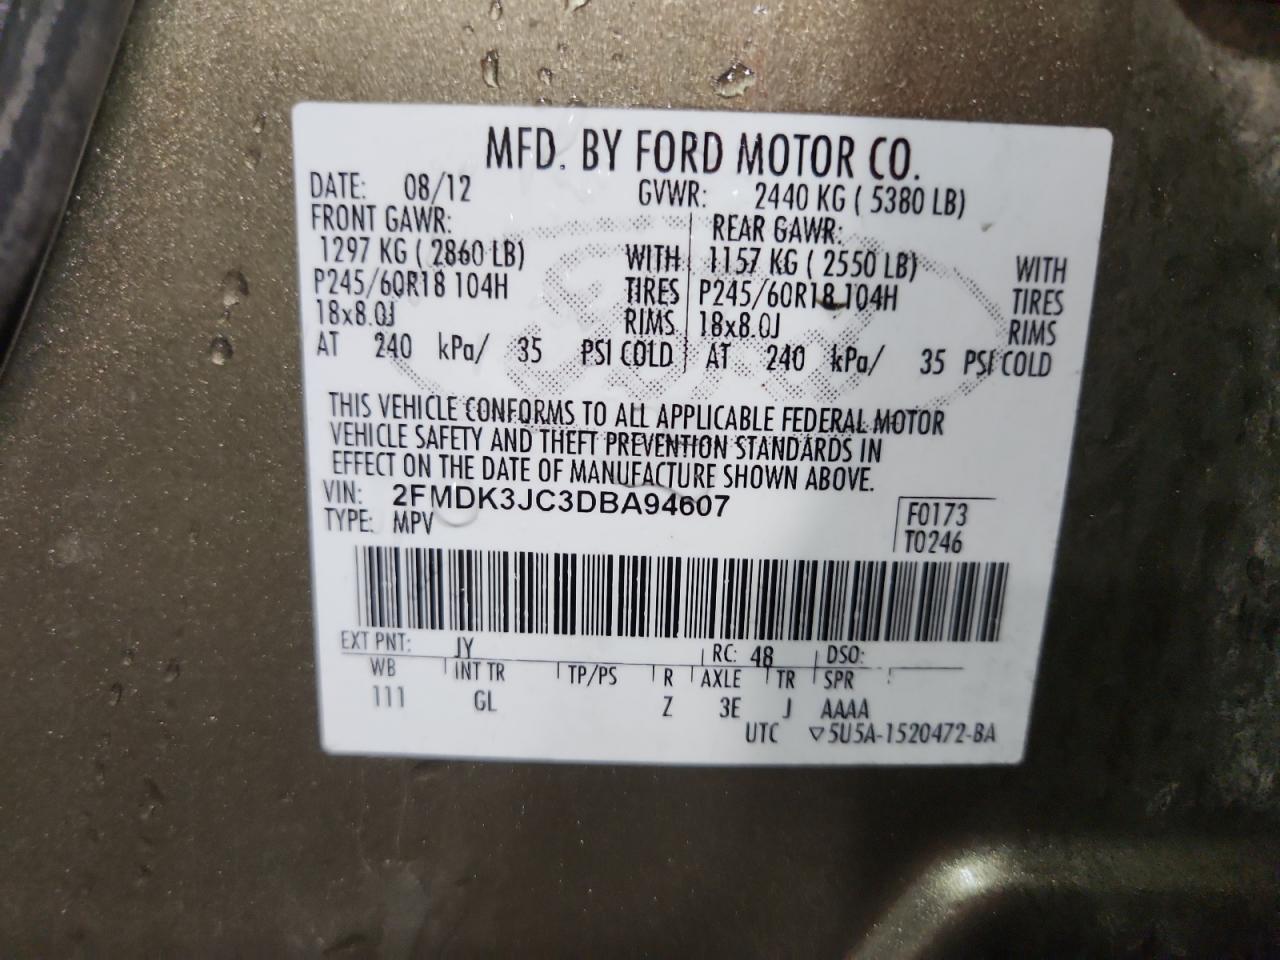 MFD. BY FORD MOTOR CO.
DATE: 08/12 GVWR: 2440 KG ( 5380 LB)
FRONT GAWR: REAR GAWR:
1297 KG ( 2860 LB) WITH 1157 KG ( 2550 LB) WITH
P245/60R18 104H TIRES P245/60R18 104H TIRES
18x8.0J RIMS 18x8.0J RIMS
AT 240 kPa/ 35 PSI COLD AT 240 kPa/ 35 PSI COLD
THIS VEHICLE CONFORMS TO ALL APPLICABLE FEDERAL MOTOR
VEHICLE SAFETY AND THEFT PREVENTION STANDARDS IN
EFFECT ON THE DATE OF MANUFACTURE SHOWN ABOVE.
VIN: 2FMDK3JC3DBA94607 F0173
TYPE: MPV T0246
EXT PNT: JY RC: 48 DSO:
WB INT TR TP/PS R AXLE TR SPR
111 GL Z 3E J AAAA
UTC ▽5U5A-1520472-BA